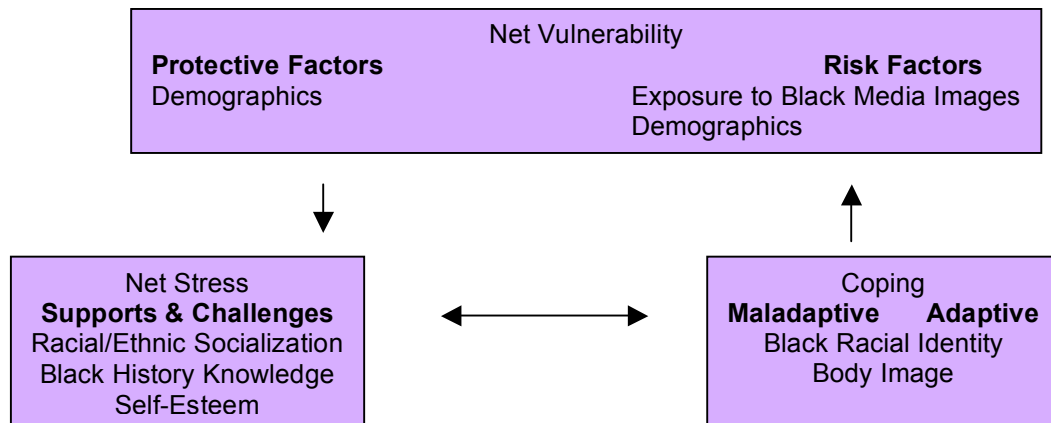 Net Vulnerability
Protective Factors Risk Factors
Demographics Exposure to Black Media Images
Demographics
Net Stress
Supports & Challenges
Racial/Ethnic Socialization
Black History Knowledge
Self-Esteem
Coping
Maladaptive Adaptive
Black Racial Identity
Body Image